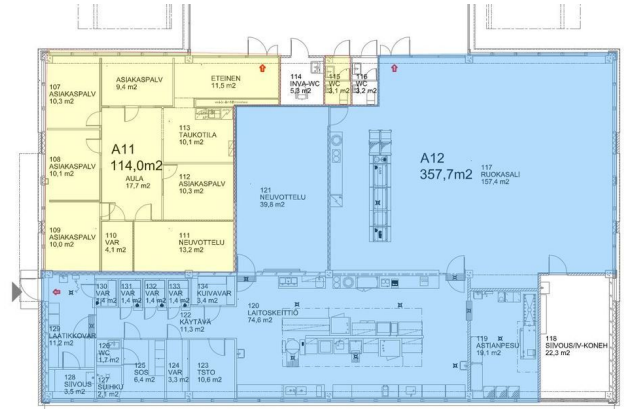 107
ASIAKASPALV
10,3 m2
ASIAKASPALV
9,4 m2
ETEINEN
11,5 m2
114
INVA-WC
5,3 m2
115
WC
3,1 m2
116
WC
3,2 m2
113
TAUKOTILA
10,1 m2
A11
114,0m2
AULA
17,7 m2
108
ASIAKASPALV
10,1 m2
112
ASIAKASPALV
10,3 m2
121
NEUVOTTELU
39,8 m2
A12
357,7m2
117
RUOKASALI
157,4 m2
109
ASIAKASPALV
10,0 m2
110
VAR
4,1 m2
111
NEUVOTTELU
13,2 m2
130
VAR
1,4 m2
131
VAR
1,4 m2
132
VAR
1,4 m2
133
VAR
1,4 m2
134
KUIVAVAR
3,4 m2
122
KÄYTÄVÄ
11,3 m2
120
LAITOSKEITTIÖ
74,6 m2
129
LAATIKKOVAR
11,2 m2
126
WC
1,7 m2
128
SIIVOUS
3,5 m2
127
SUIHKU
2,1 m2
125
SOS
6,4 m2
124
VAR
3,3 m2
123
TSTO
10,6 m2
119
ASTIANPESU
19,1 m2
118
SIIVOUS/IV-KONEH
22,3 m2